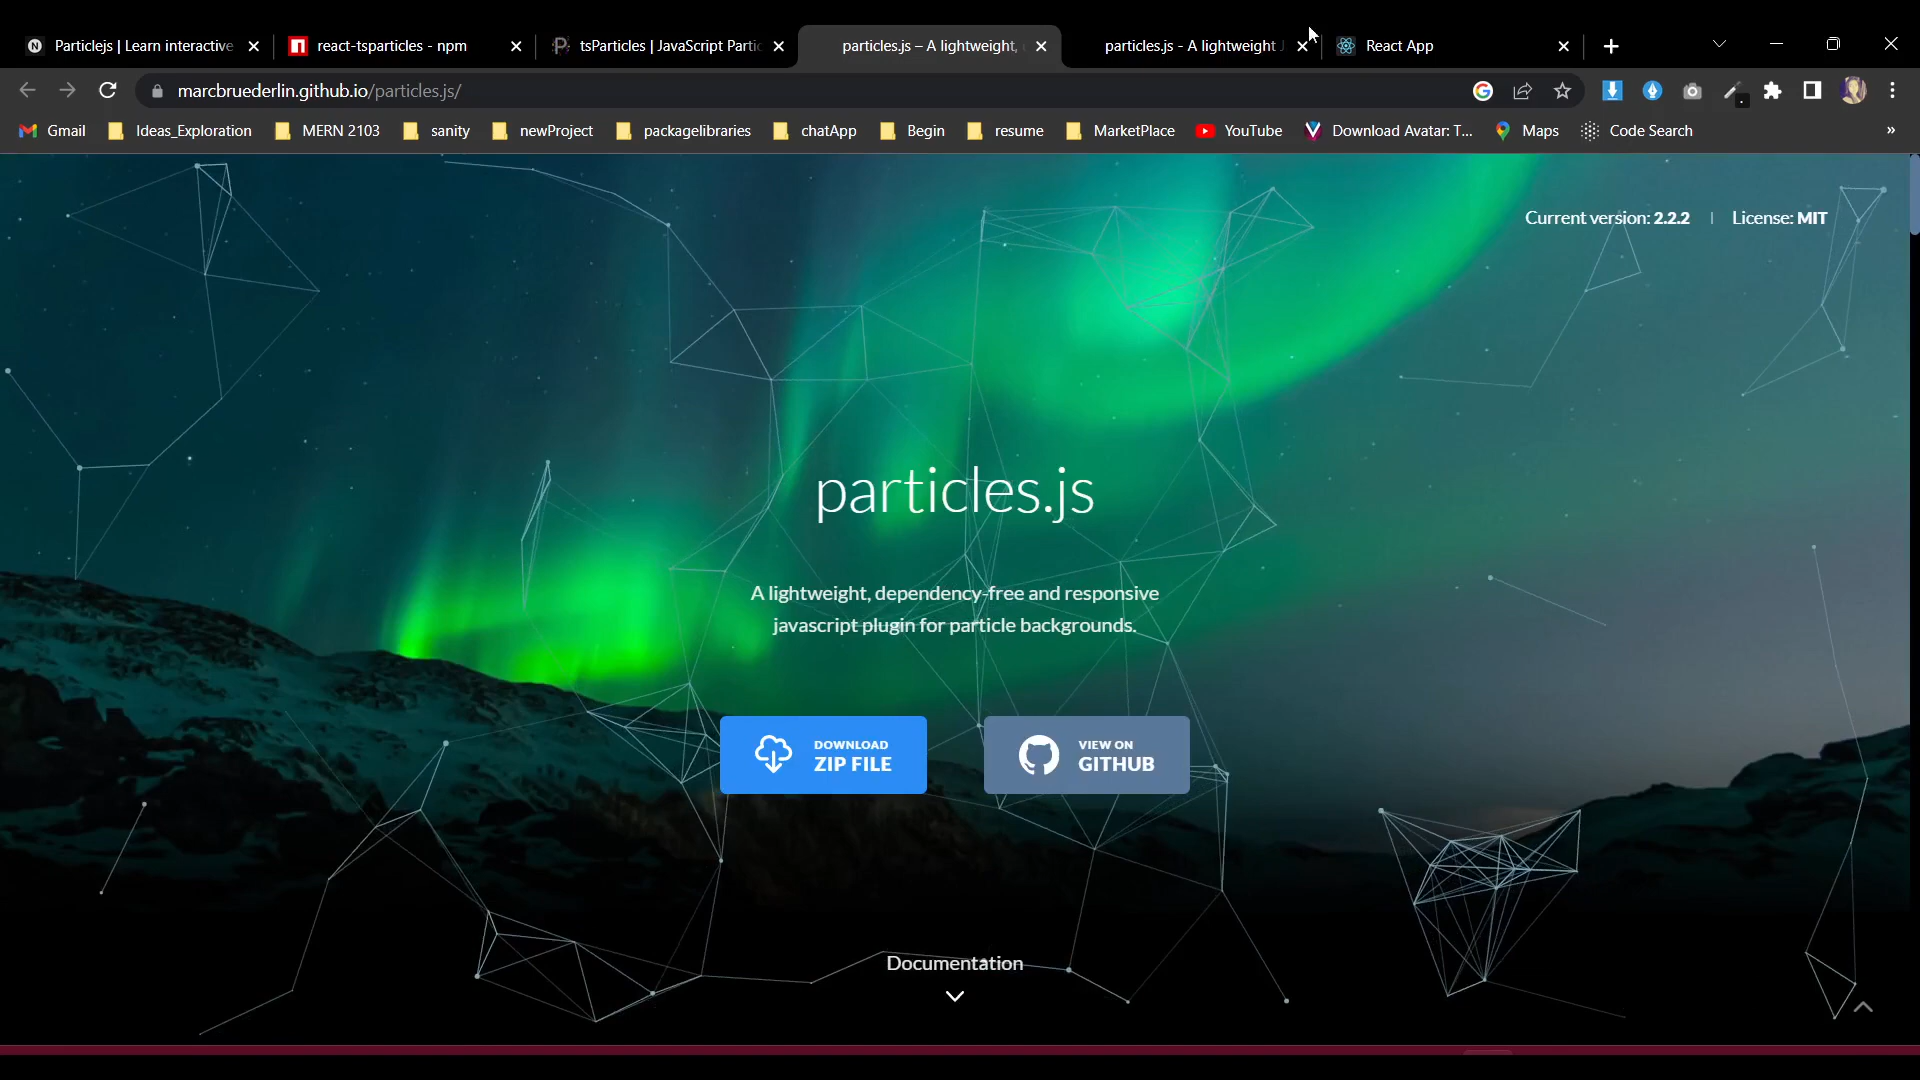 Particlejs | Learn interactive
react-tsparticles - npm
tsParticles | JavaScript Partic
particles.js – A lightweight,
particles.js - A lightweight J
React App
marcbruederlin.github.io/particles.js/
Gmail
Ideas_Exploration
MERN 2103
sanity
newProject
packagelibraries
chatApp
Begin
resume
MarketPlace
YouTube
Download Avatar: T...
Maps
Code Search
»
Current version: 2.2.2 | License: MIT
particles.js
A lightweight, dependency-free and responsive
javascript plugin for particle backgrounds.
DOWNLOAD
ZIP FILE
VIEW ON
GITHUB
Documentation